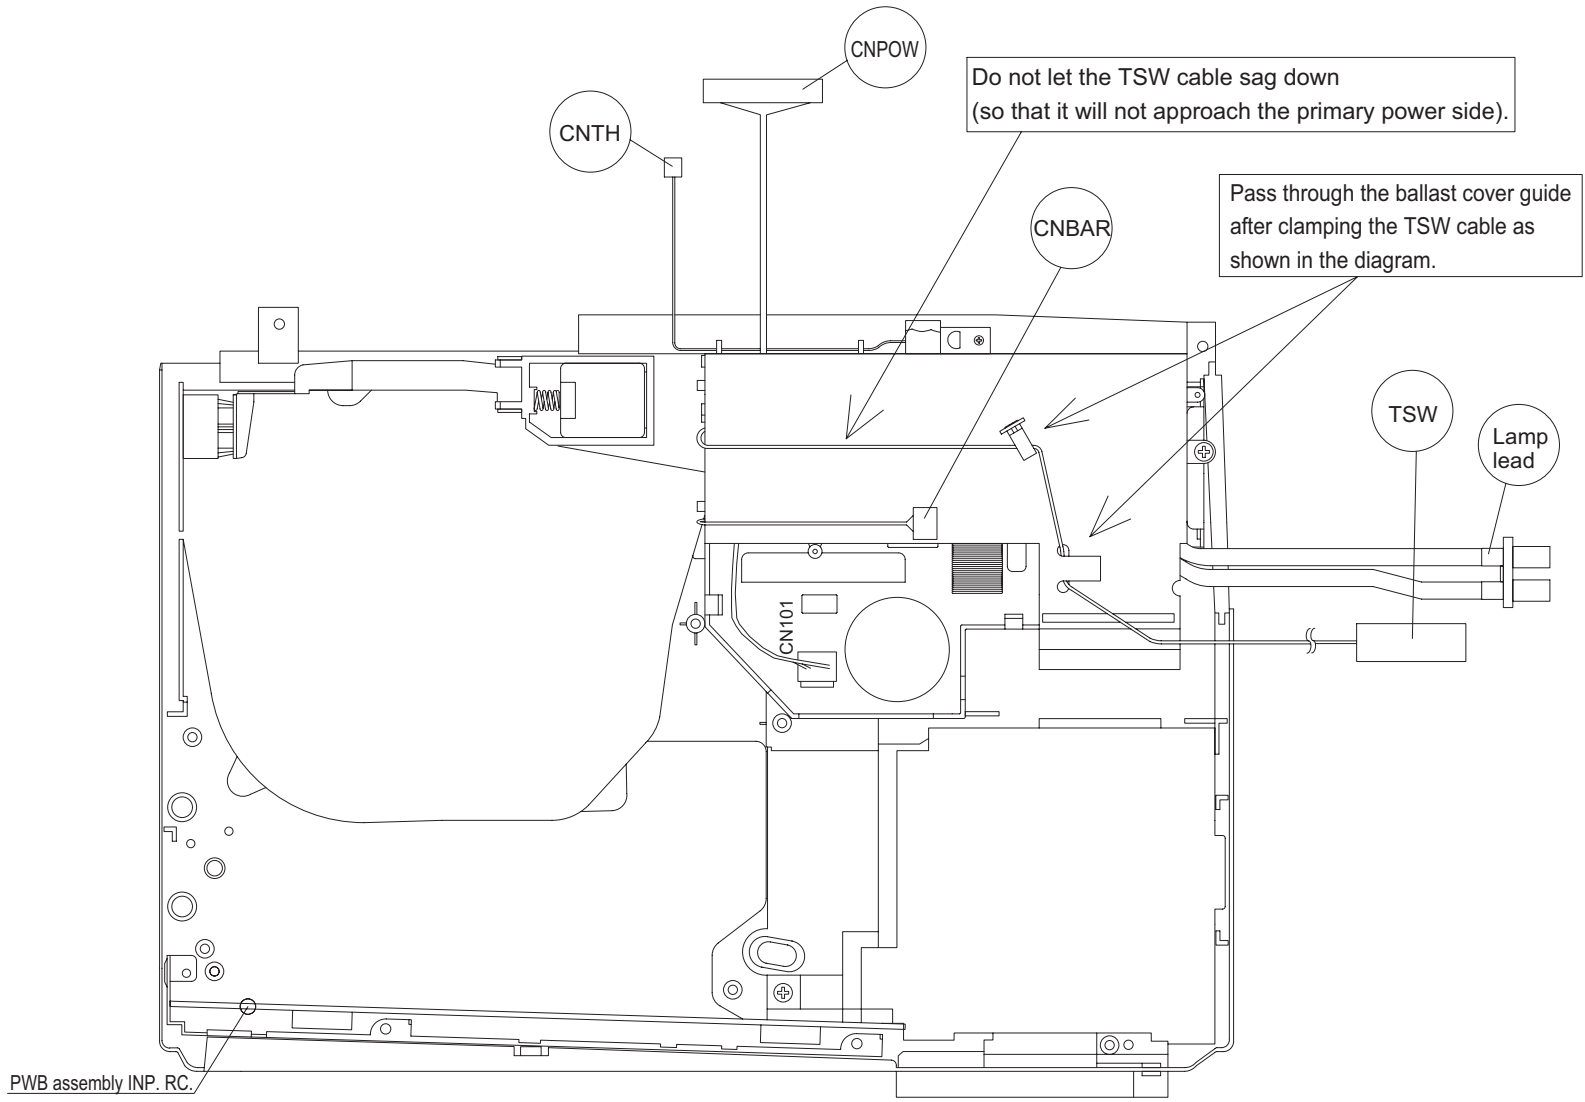 CNPOW
Do not let the TSW cable sag down
(so that it will not approach the primary power side).
CNTH
Pass through the ballast cover guide
after clamping the TSW cable as
shown in the diagram.
CNBAR
TSW
Lamp
lead
CN101
PWB assembly INP. RC.